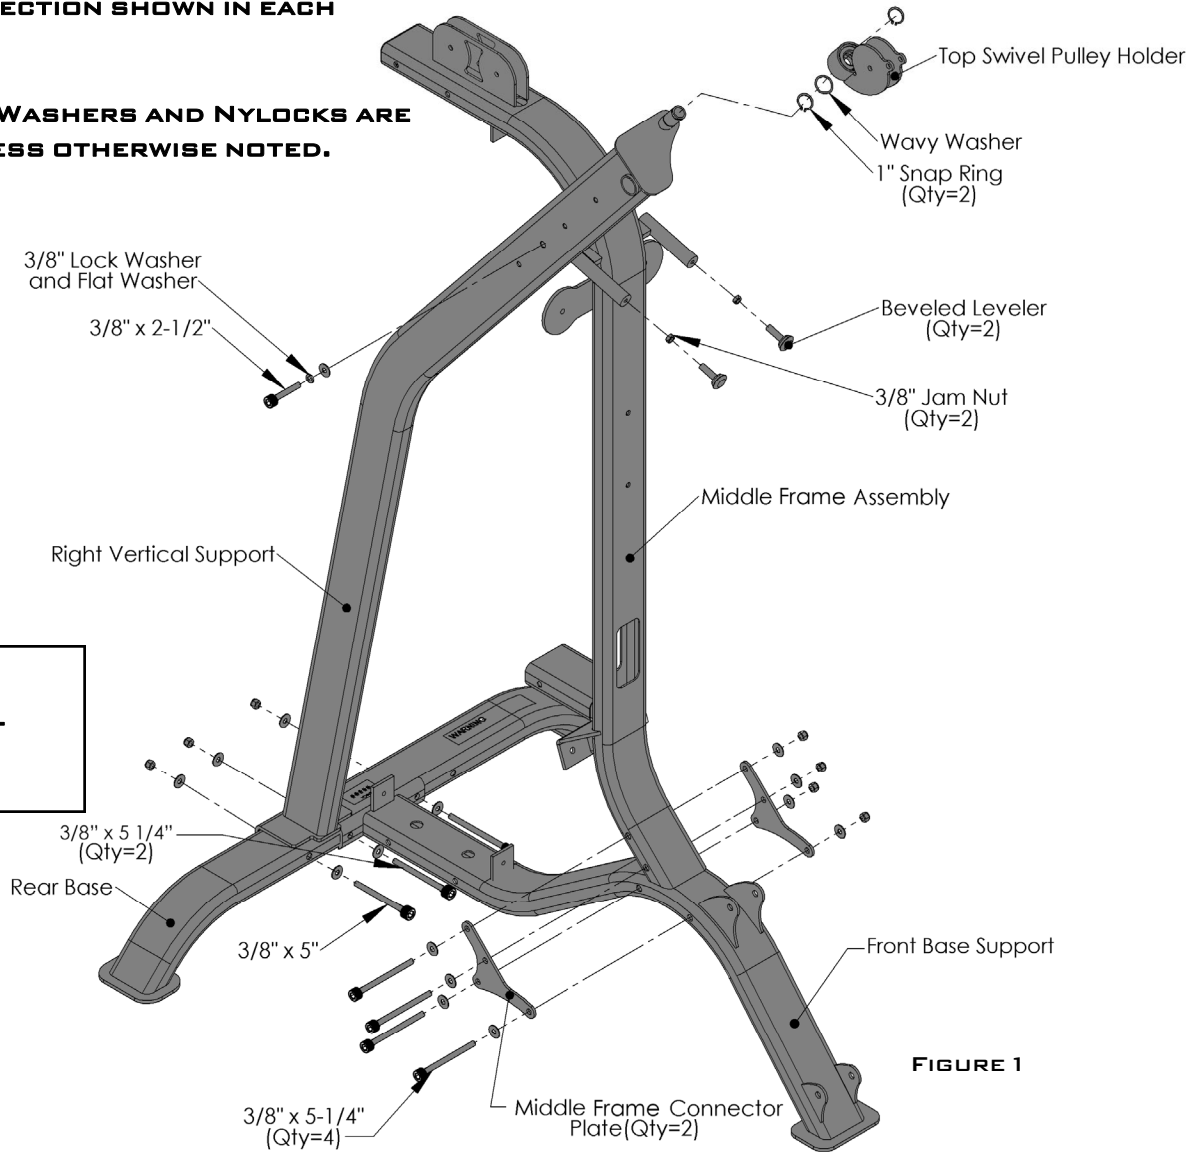 ECTION SHOWN IN EACH
WASHERS AND NYLOCKS ARE
ESS OTHERWISE NOTED.
Top Swivel Pulley Holder
Wavy Washer
1" Snap Ring
(Qty=2)
3/8" Lock Washer
and Flat Washer
3/8" x 2-1/2"
Beveled Leveler
(Qty=2)
3/8" Jam Nut
(Qty=2)
Middle Frame Assembly
Right Vertical Support
WARNING
3/8" x 5 1/4"
(Qty=2)
Rear Base
3/8" x 5"
Front Base Support
FIGURE 1
3/8" x 5-1/4"
(Qty=4)
Middle Frame Connector
Plate(Qty=2)